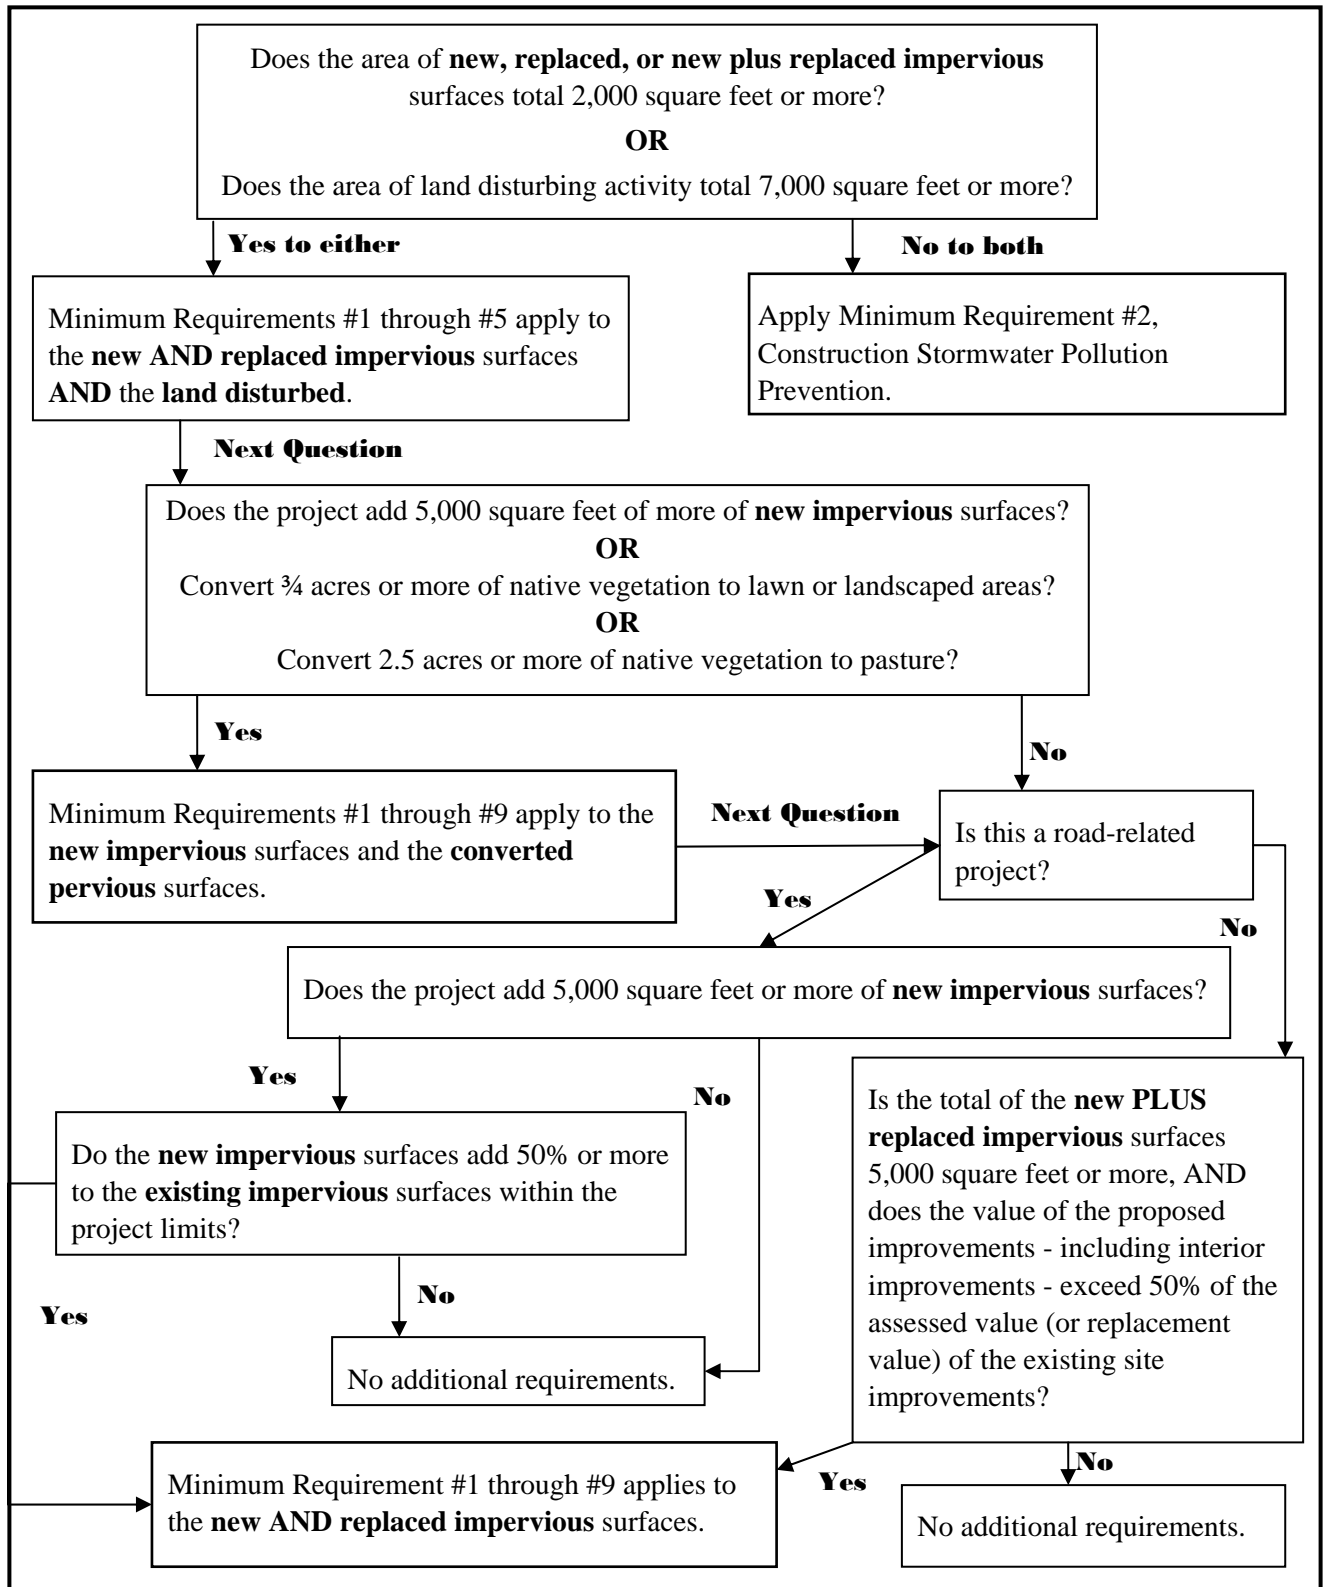 Does the area of new, replaced, or new plus replaced impervious
surfaces total 2,000 square feet or more?
OR
Does the area of land disturbing activity total 7,000 square feet or more?
Yes to either
No to both
Minimum Requirements #1 through #5 apply to
the new AND replaced impervious surfaces
AND the land disturbed.
Apply Minimum Requirement #2,
Construction Stormwater Pollution
Prevention.
Next Question
Does the project add 5,000 square feet of more of new impervious surfaces?
OR
Convert ¾ acres or more of native vegetation to lawn or landscaped areas?
OR
Convert 2.5 acres or more of native vegetation to pasture?
Yes
No
Minimum Requirements #1 through #9 apply to the
new impervious surfaces and the converted
pervious surfaces.
Next Question
Is this a road-related
project?
Yes
No
Does the project add 5,000 square feet or more of new impervious surfaces?
Yes
No
Do the new impervious surfaces add 50% or more
to the existing impervious surfaces within the
project limits?
Is the total of the new PLUS
replaced impervious surfaces
5,000 square feet or more, AND
does the value of the proposed
improvements - including interior
improvements - exceed 50% of the
assessed value (or replacement
value) of the existing site
improvements?
Yes
No
No additional requirements.
Yes
No
Minimum Requirement #1 through #9 applies to
the new AND replaced impervious surfaces.
No additional requirements.